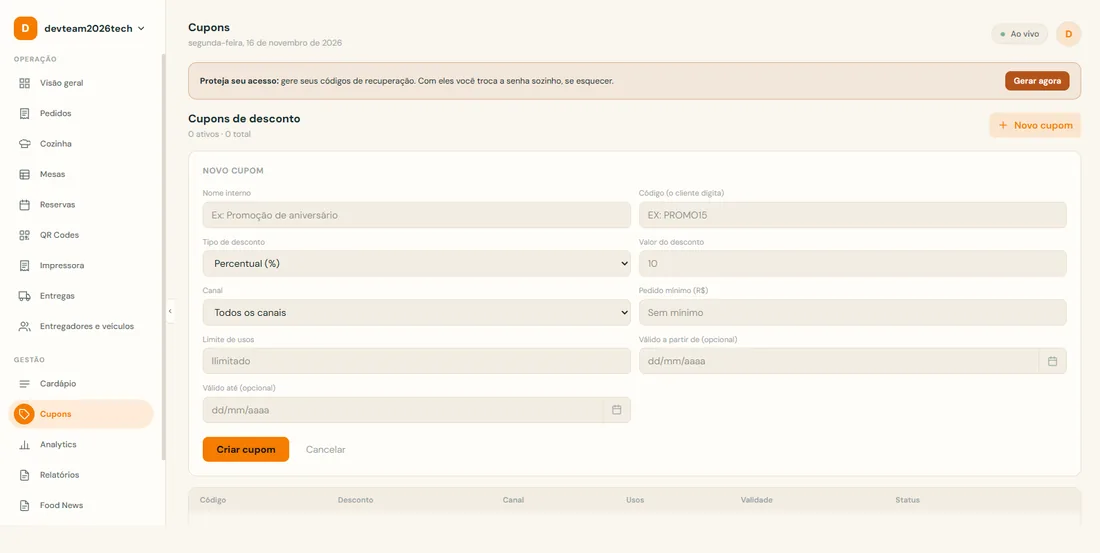 D
devteam2026tech
OPERAÇÃO
Visão geral
Pedidos
Cozinha
Mesas
Reservas
QR Codes
Impressora
Entregas
Entregadores e veículos
GESTÃO
Cardápio
Cupons
Analytics
Relatórios
Food News
Cupons
segunda-feira, 16 de novembro de 2026
Ao vivo
D
Proteja seu acesso: gere seus códigos de recuperação. Com eles você troca a senha sozinho, se esquecer.
Gerar agora
Cupons de desconto
0 ativos · 0 total
+ Novo cupom
NOVO CUPOM
Nome interno
Ex: Promoção de aniversário
Código (o cliente digita)
EX: PROMO15
Tipo de desconto
Percentual (%)
Valor do desconto
10
Canal
Todos os canais
Pedido mínimo (R$)
Sem mínimo
Limite de usos
Ilimitado
Válido a partir de (opcional)
dd/mm/aaaa
Válido até (opcional)
dd/mm/aaaa
Criar cupom
Cancelar
Código Desconto Canal Usos Validade Status